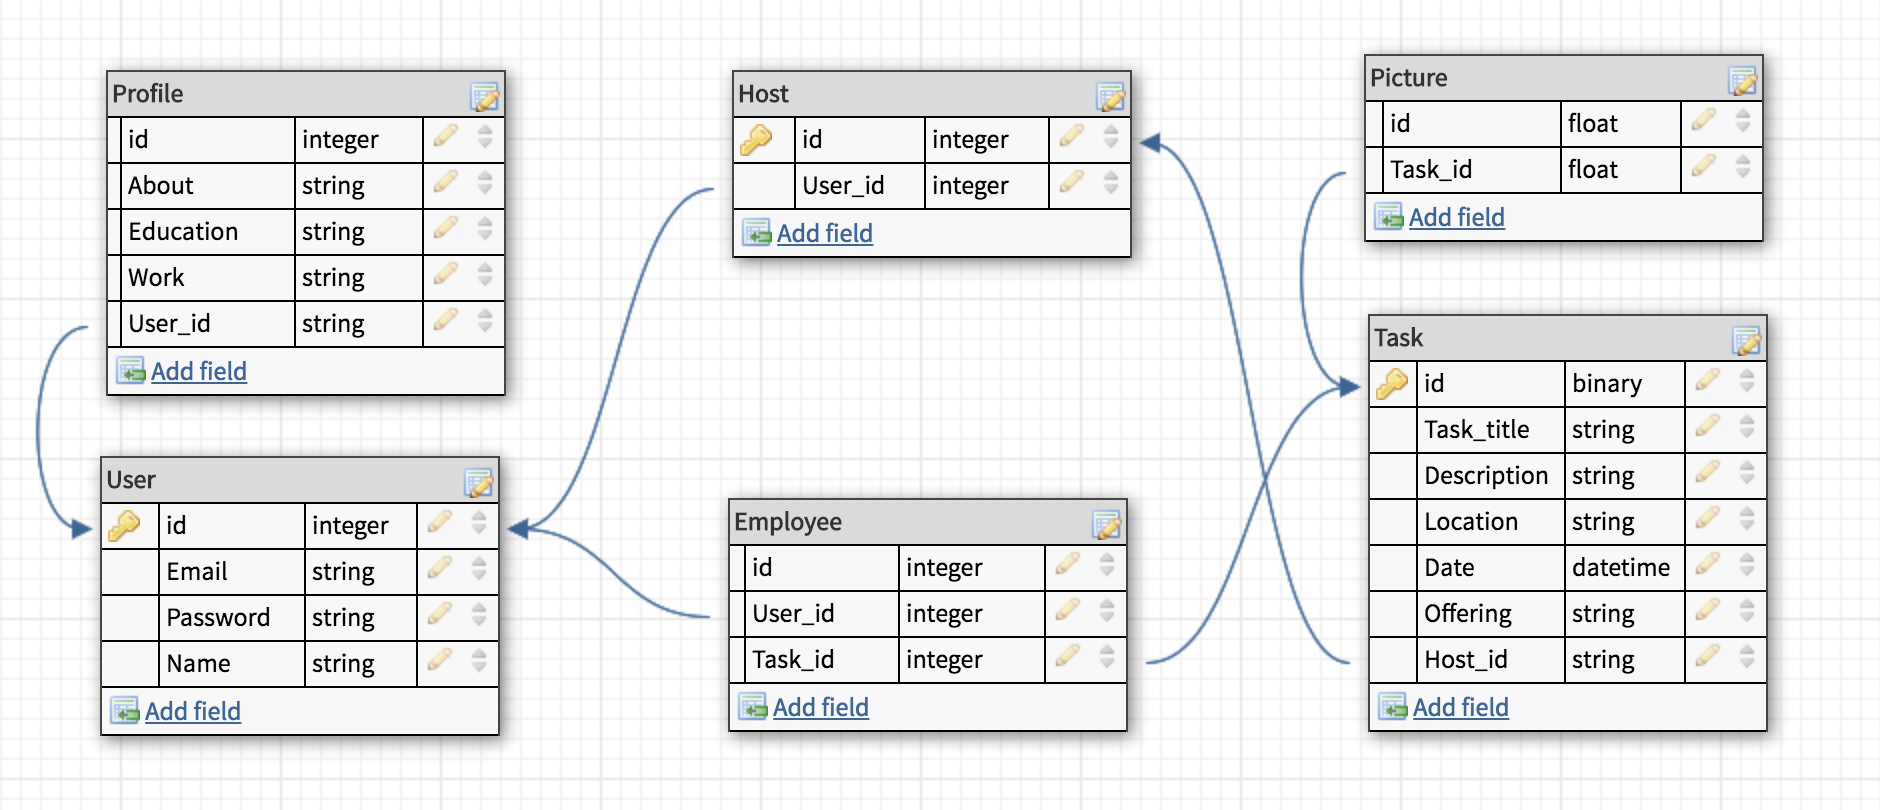 Profile
id integer
About string
Education string
Work string
User_id string
Add field
User
id integer
Email string
Password string
Name string
Add field
Host
id integer
User_id integer
Add field
Employee
id integer
User_id integer
Task_id integer
Add field
Picture
id float
Task_id float
Add field
Task
id binary
Task_title string
Description string
Location string
Date datetime
Offering string
Host_id string
Add field